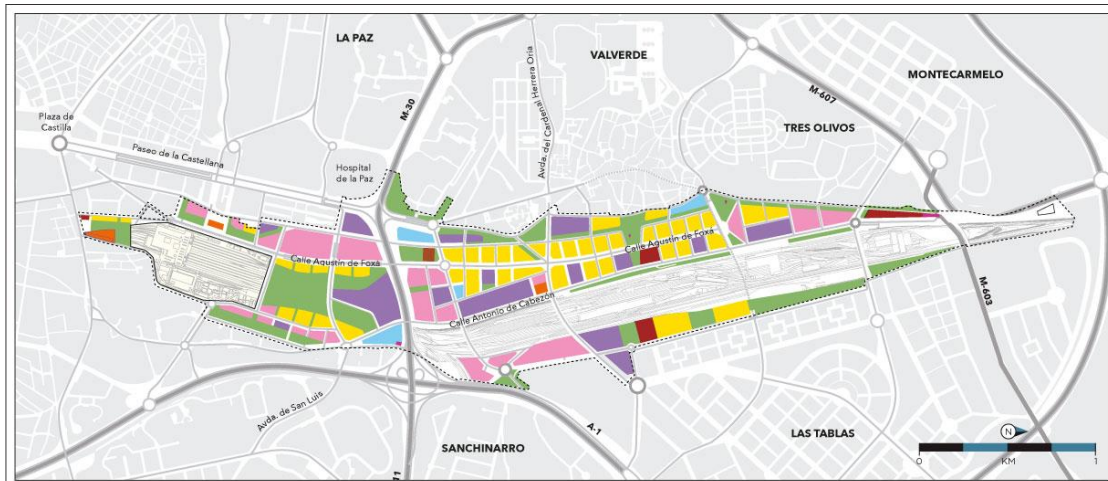 LA PAZ
VALVERDE
MONTECARMELO
M-607
M-30
Avda. del Cardenal Herrera Oria
Plaza de
Castilla
TRES OLIVOS
Paseo de la Castellana
Hospital
de la Paz
Calle Agustín de Foxá
Calle Agustín de Foxá
Calle Antonio de Cabezón
M-603
Avda. de San Luis
A-1
LAS TABLAS
SANCHINARRO
N
11
0
KM
1